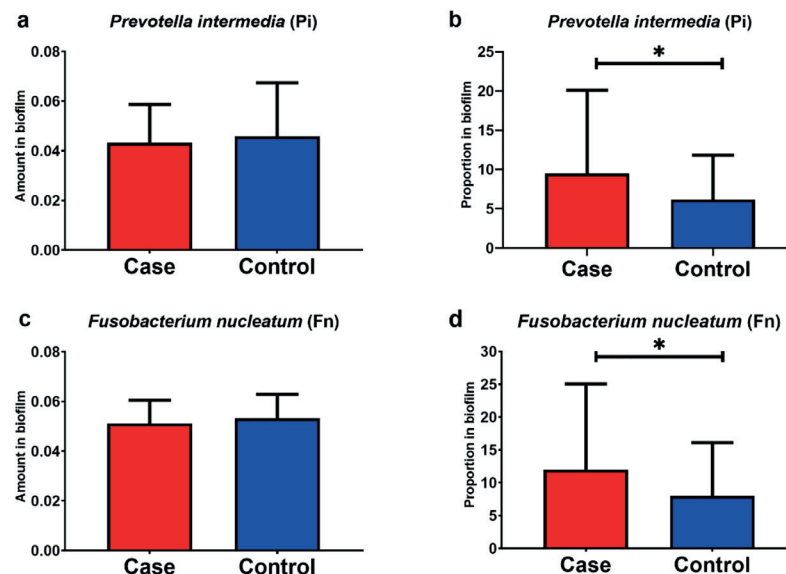 a
Prevotella intermedia (Pi)
Amount in biofilm
0.08
0.06
0.04
0.02
0.00
Case
Control
b
Prevotella intermedia (Pi)
Proportion in biofilm
25
20
15
10
5
0
*
Case
Control
c
Fusobacterium nucleatum (Fn)
Amount in biofilm
0.08
0.06
0.04
0.02
0.00
Case
Control
d
Fusobacterium nucleatum (Fn)
Proportion in biofilm
30
25
20
15
10
5
0
*
Case
Control